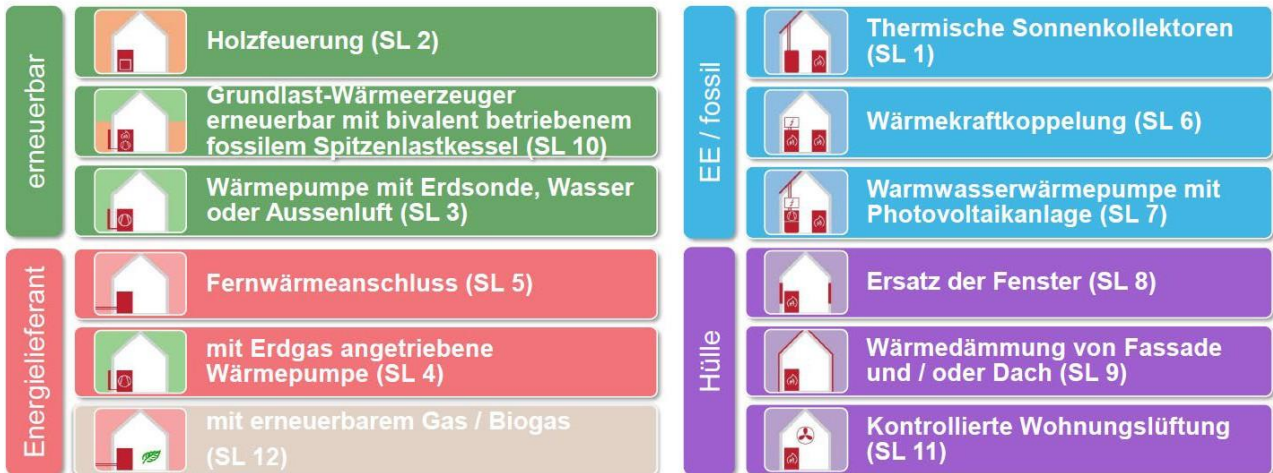 erneuerbar
Holzfeuerung (SL 2)
Grundlast-Wärmeerzeuger
erneuerbar mit bivalent betriebenem
fossilem Spitzenlastkessel (SL 10)
Wärmepumpe mit Erdsonde, Wasser
oder Aussenluft (SL 3)
Energielieferant
Fernwärmeanschluss (SL 5)
mit Erdgas angetriebene
Wärmepumpe (SL 4)
mit erneuerbarem Gas / Biogas
(SL 12)
EE / fossil
Thermische Sonnenkollektoren
(SL 1)
Wärmekraftkoppelung (SL 6)
Warmwasserwärmepumpe mit
Photovoltaikanlage (SL 7)
Hülle
Ersatz der Fenster (SL 8)
Wärmedämmung von Fassade
und / oder Dach (SL 9)
Kontrollierte Wohnungslüftung
(SL 11)